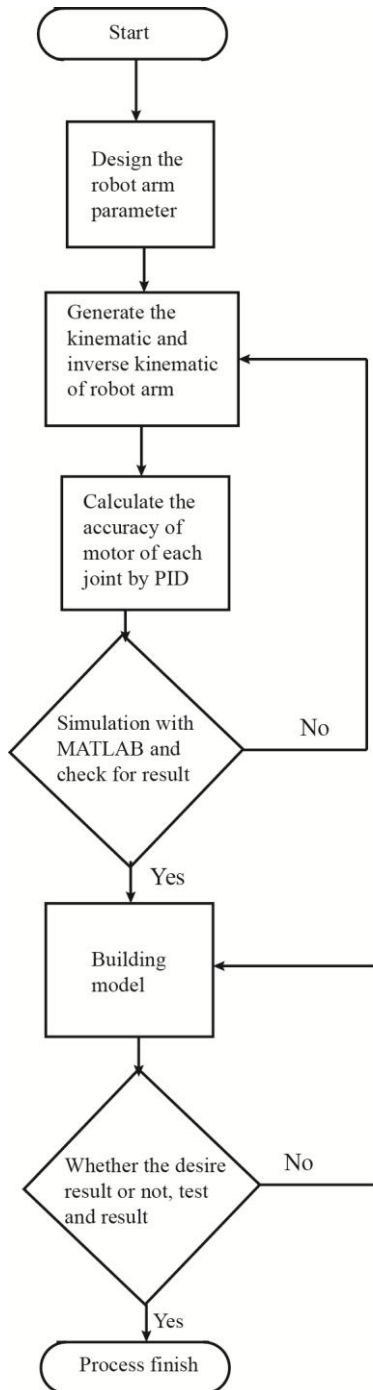 Start
Design the
robot arm
parameter
Generate the
kinematic and
inverse kinematic
of robot arm
Calculate the
accuracy of
motor of each
joint by PID
Simulation with
MATLAB and
check for result
No
Yes
Building
model
Whether the desire
result or not, test
and result
No
Yes
Process finish